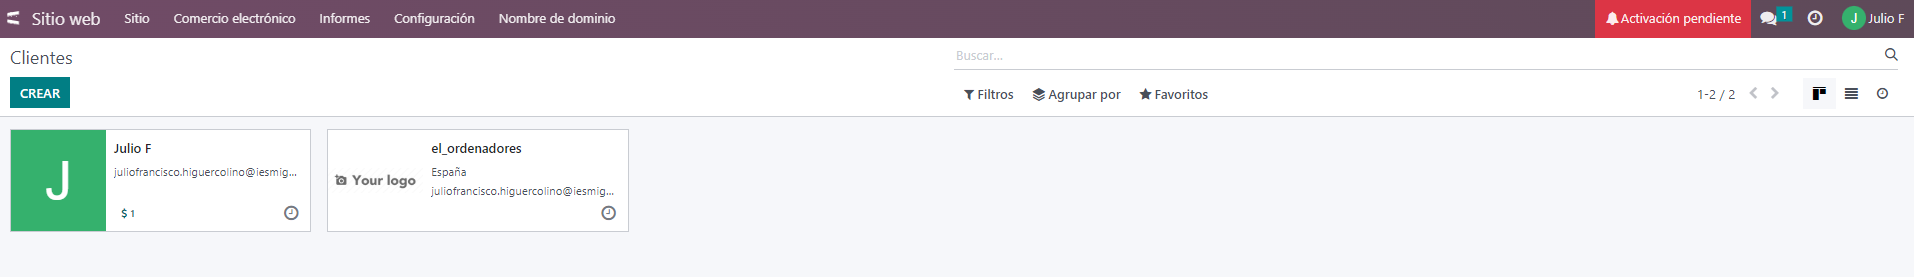 Sitio web Sitio Comercio electrónico Informes Configuración Nombre de dominio Activación pendiente 1 J Julio F
Clientes Buscar...
CREAR Filtros Agrupar por Favoritos 1-2 / 2
J
Julio F
juliofrancisco.higuercolino@iesmig...
$ 1
Your logo
el_ordenadores
España
juliofrancisco.higuercolino@iesmig...